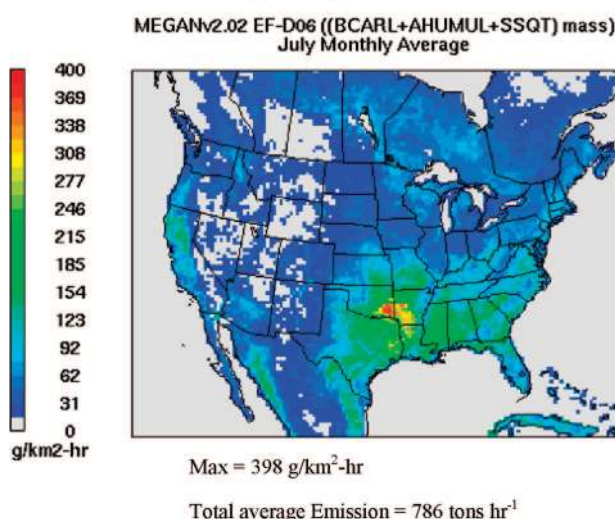 MEGANv2.02 EF-D06 ((BCARL+AHUMUL+SSQT) mass)
July Monthly Average
400
369
338
308
277
246
215
185
154
123
92
62
31
0
g/km2-hr
Max = 398 g/km²-hr
Total average Emission = 786 tons hr⁻¹